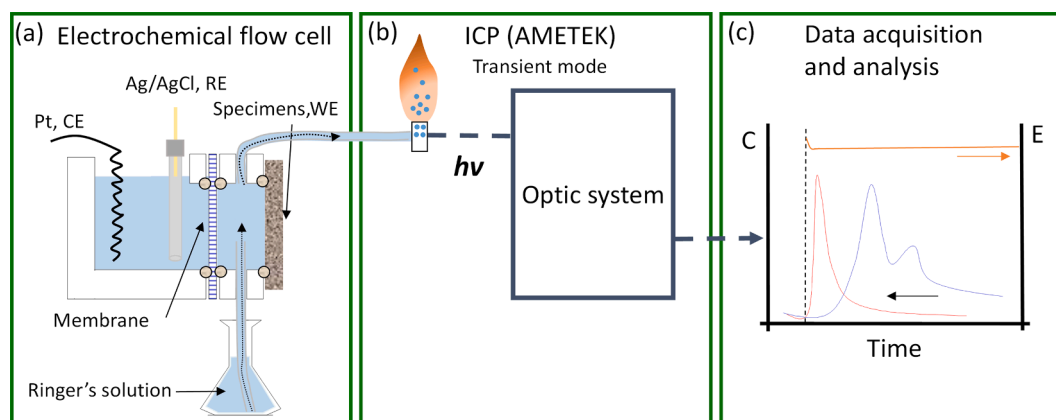 (a) Electrochemical flow cell
Ag/AgCl, RE
Specimens,WE
Pt, CE
Membrane
Ringer's solution
(b) ICP (AMETEK)
Transient mode
hv
Optic system
(c) Data acquisition
and analysis
C
E
Time